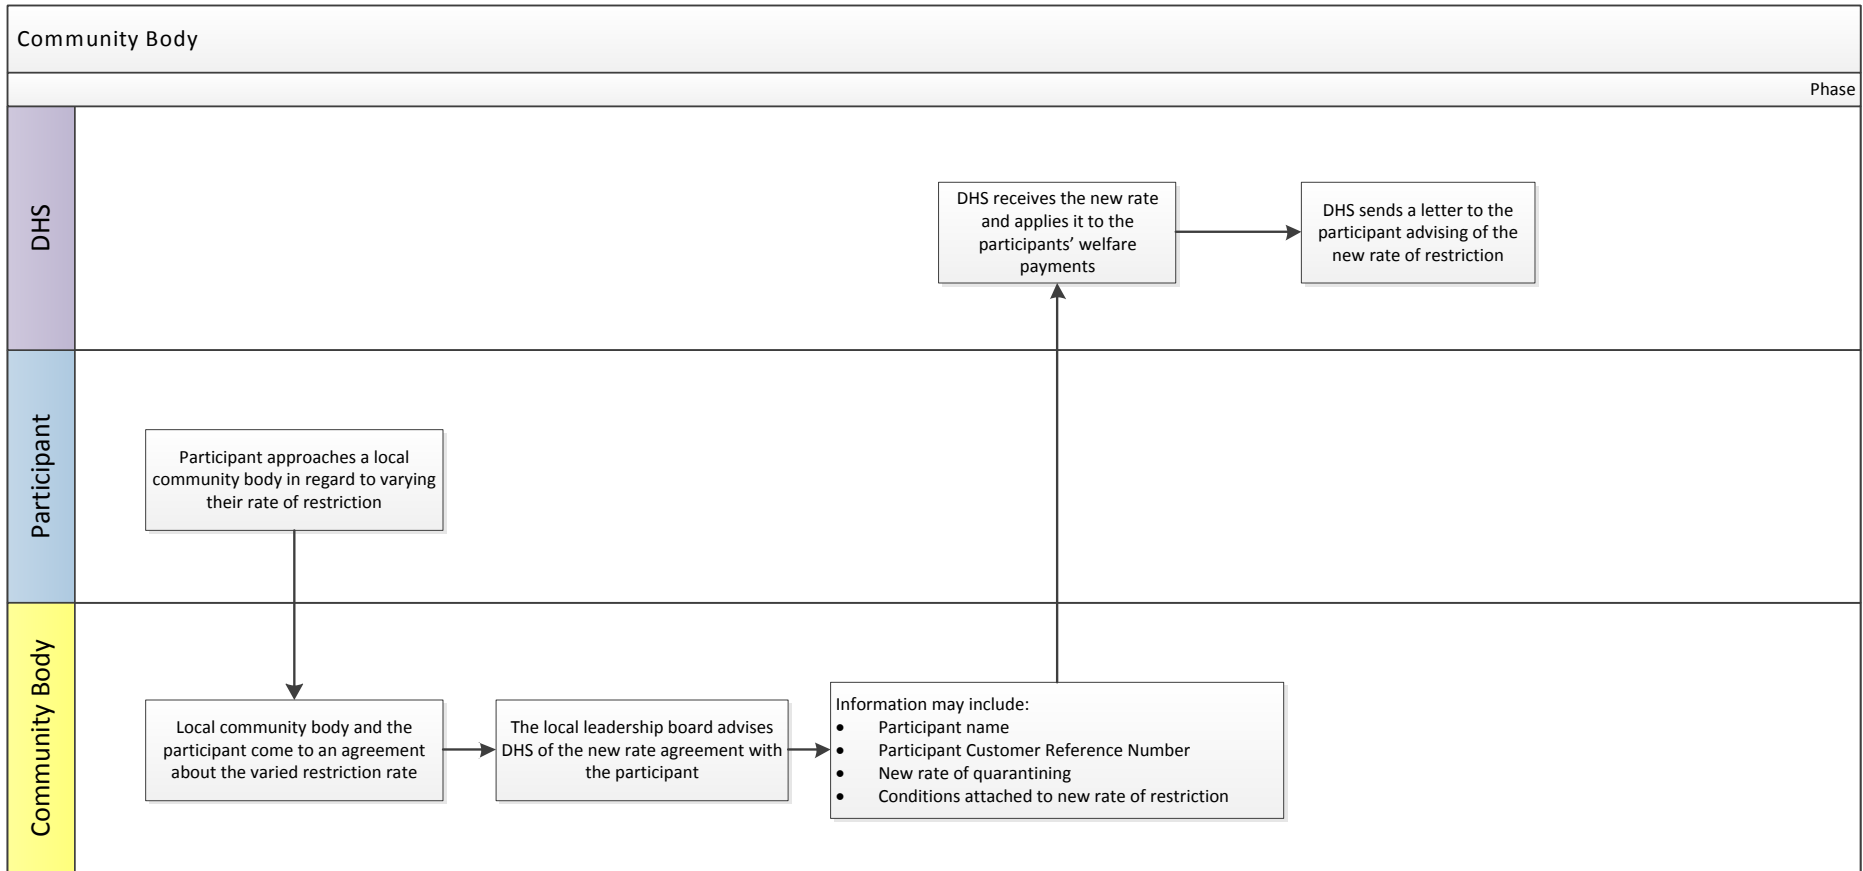 Community Body
Phase
DHS
DHS receives the new rate
and applies it to the
participants’ welfare
payments
DHS sends a letter to the
participant advising of the
new rate of restriction
Participant
Participant approaches a local
community body in regard to varying
their rate of restriction
Community Body
Local community body and the
participant come to an agreement
about the varied restriction rate
The local leadership board advises
DHS of the new rate agreement with
the participant
Information may include:
• Participant name
• Participant Customer Reference Number
• New rate of quarantining
• Conditions attached to new rate of restriction